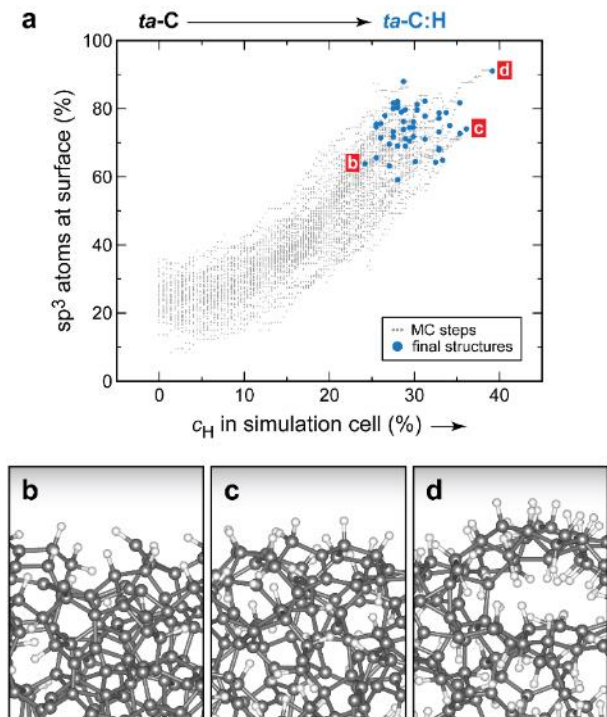 a
ta-C ta-C:H
sp³ atoms at surface (%)
100
80
60
40
20
0
d
c
b
MC steps
final structures
0 10 20 30 40
cH in simulation cell (%)
b c d